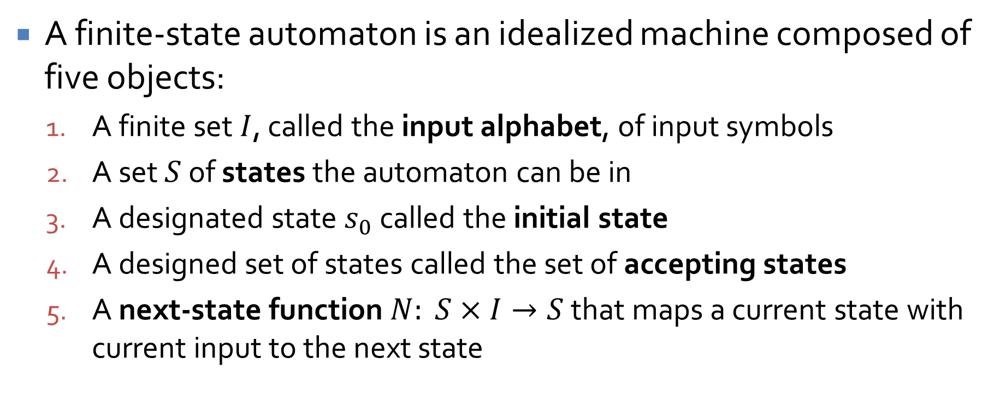 ▪ A finite-state automaton is an idealized machine composed of
five objects:
1. A finite set I, called the input alphabet, of input symbols
2. A set S of states the automaton can be in
3. A designated state s₀ called the initial state
4. A designed set of states called the set of accepting states
5. A next-state function N: S × I → S that maps a current state with
current input to the next state